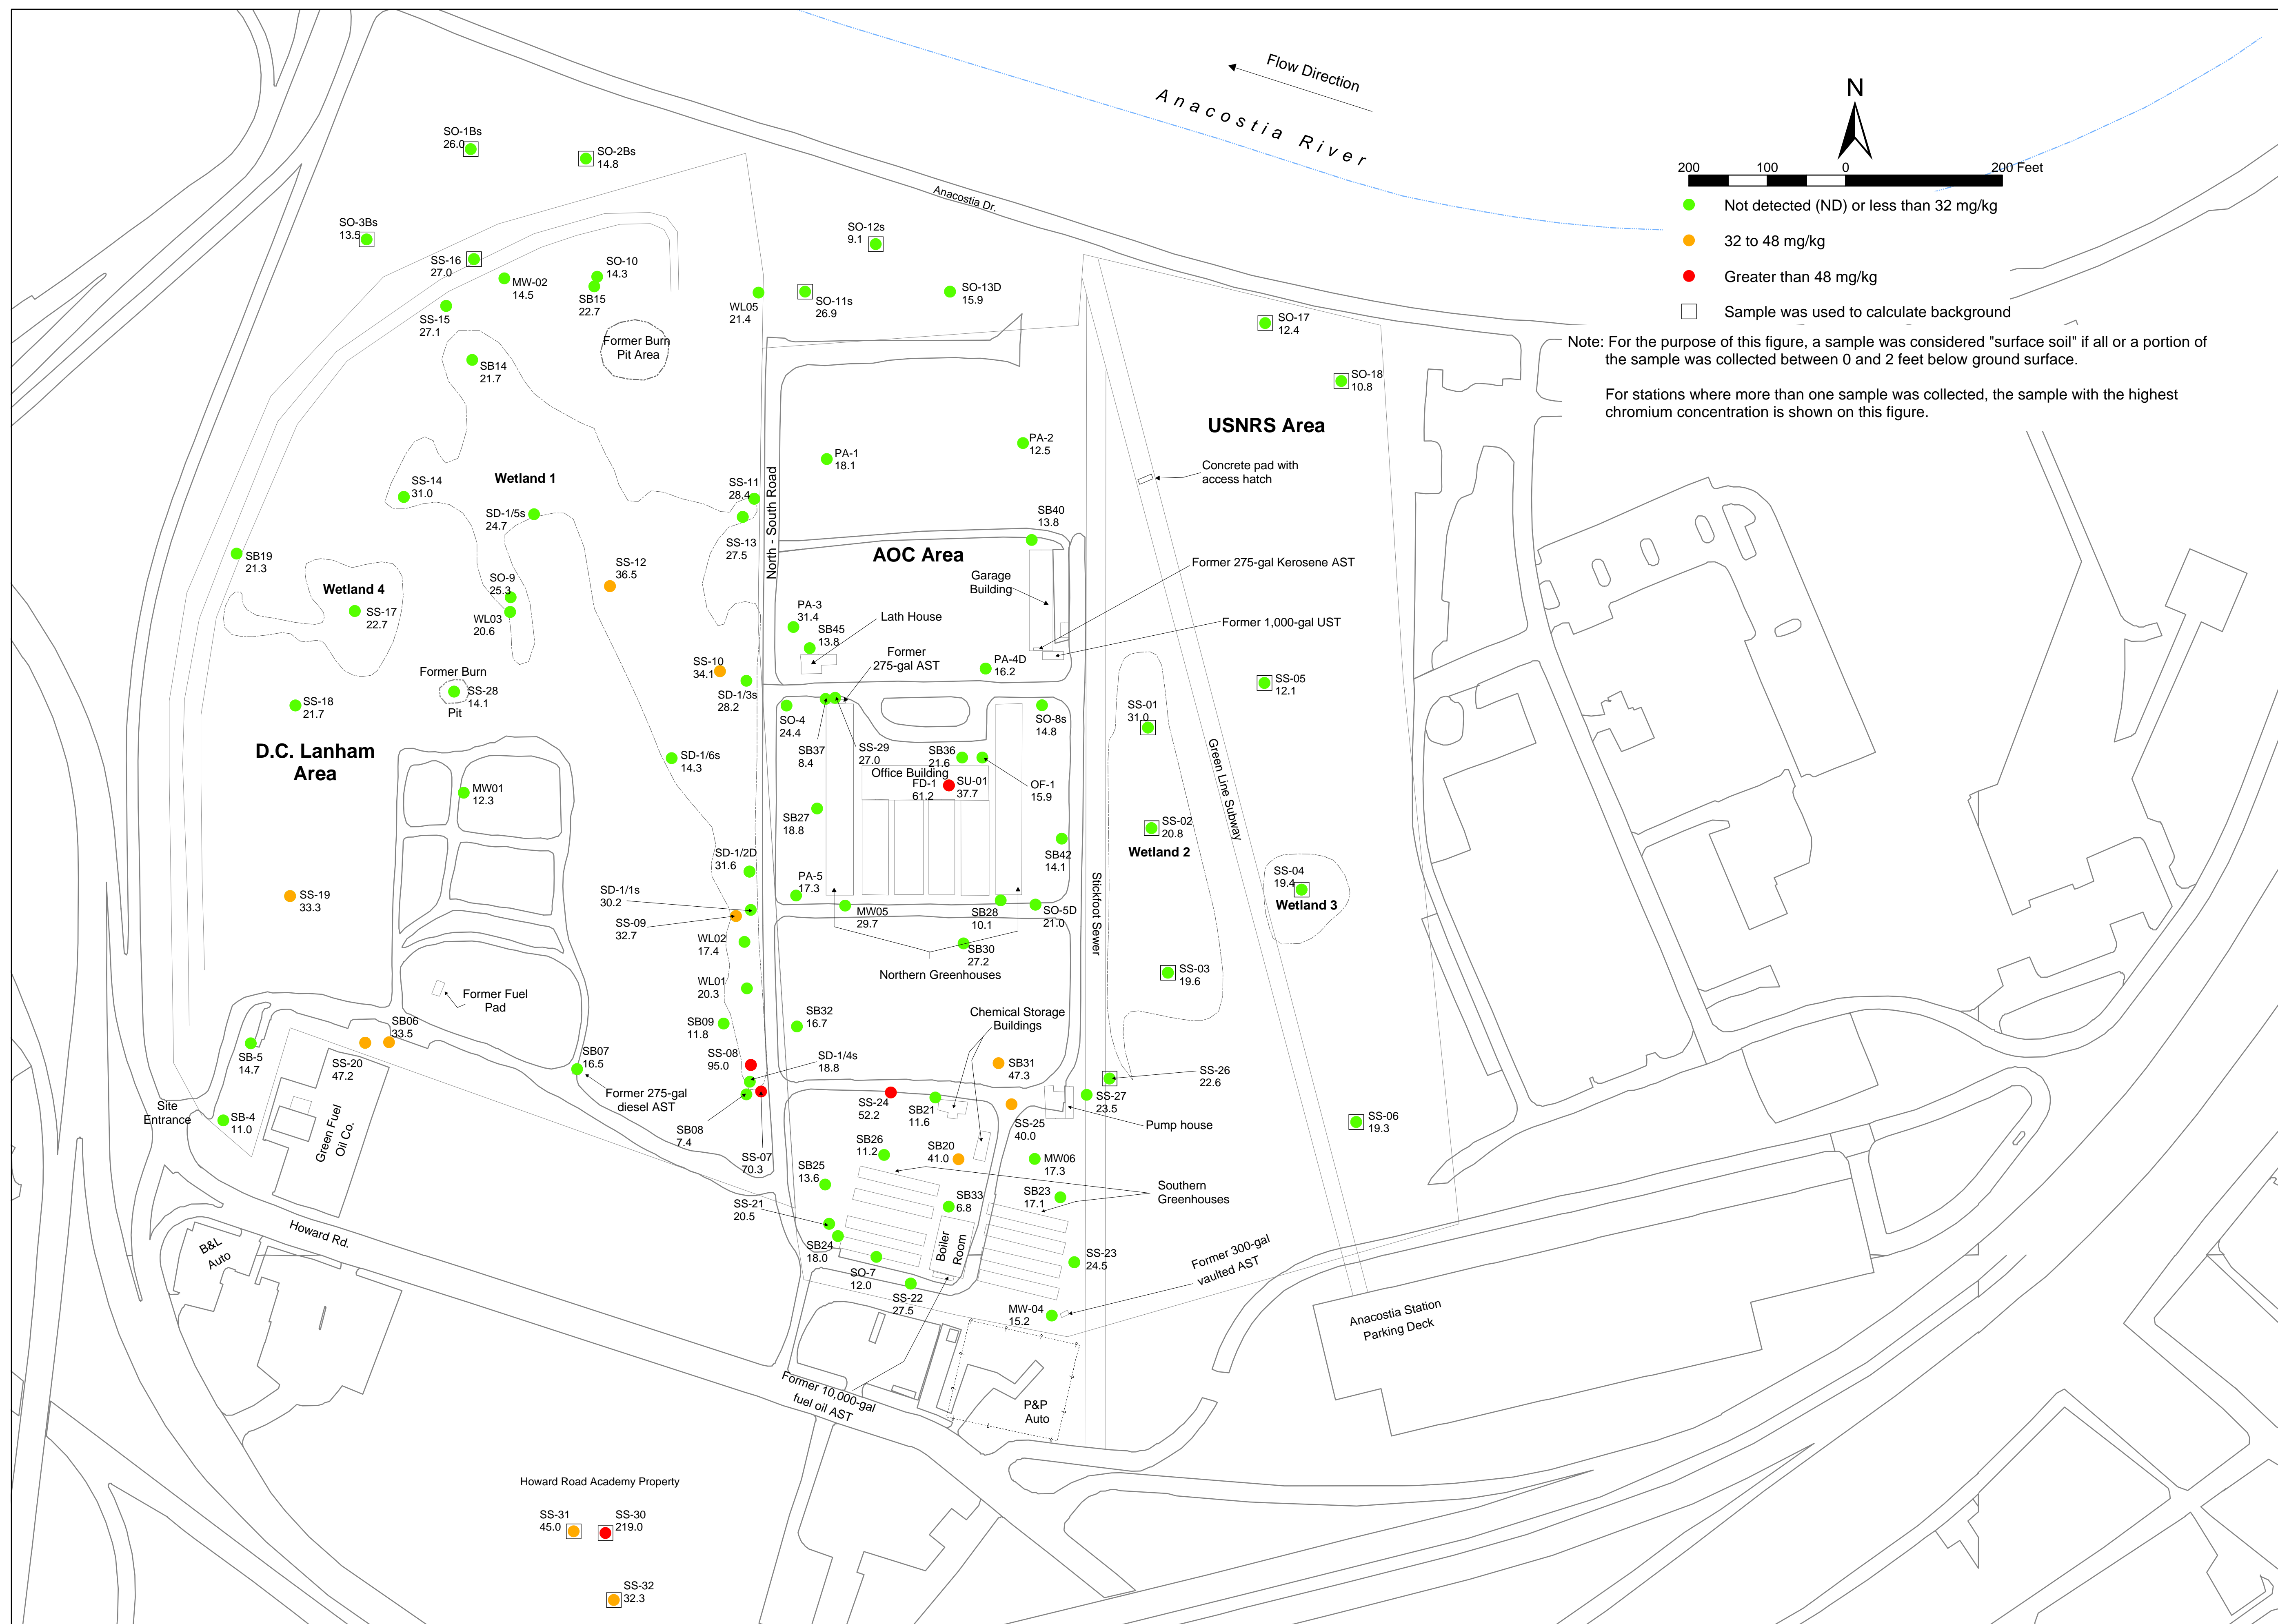 Flow Direction
Anacostia River
N
200 100 0 200 Feet
Not detected (ND) or less than 32 mg/kg
32 to 48 mg/kg
Greater than 48 mg/kg
Sample was used to calculate background
Note: For the purpose of this figure, a sample was considered "surface soil" if all or a portion of
the sample was collected between 0 and 2 feet below ground surface.
For stations where more than one sample was collected, the sample with the highest
chromium concentration is shown on this figure.
Anacostia Dr.
SO-1Bs
26.0
SO-2Bs
14.8
SO-3Bs
13.5
SS-16
27.0
MW-02
14.5
SO-10
14.3
SB15
22.7
SS-15
27.1
Former Burn
Pit Area
SB14
21.7
WL05
21.4
SO-12s
9.1
SO-11s
26.9
SO-13D
15.9
SO-17
12.4
SO-18
10.8
USNRS Area
PA-1
18.1
PA-2
12.5
Concrete pad with
access hatch
SS-14
31.0
Wetland 1
SD-1/5s
24.7
SS-11
28.4
SS-13
27.5
North - South Road
SB40
13.8
AOC Area
SB19
21.3
Wetland 4
SS-17
22.7
SO-9
25.3
WL03
20.6
SS-12
36.5
Garage
Building
Former 275-gal Kerosene AST
Former 1,000-gal UST
PA-3
31.4
SB45
13.8
Lath House
Former
275-gal AST
PA-4D
16.2
SS-10
34.1
SD-1/3s
28.2
Former Burn
Pit
SS-28
14.1
SS-18
21.7
SO-4
24.4
SB37
8.4
SS-29
27.0
SB36
21.6
SO-8s
14.8
SS-01
31.0
SS-05
12.1
Green Line Subway
D.C. Lanham
Area
SD-1/6s
14.3
Office Building
FD-1
61.2
SU-01
37.7
OF-1
15.9
MW01
12.3
SB27
18.8
SB42
14.1
SS-02
20.8
Wetland 2
SS-04
19.4
Wetland 3
SD-1/2D
31.6
PA-5
17.3
SS-19
33.3
SD-1/1s
30.2
SS-09
32.7
MW05
29.7
SB28
10.1
SO-5D
21.0
Stickfoot Sewer
WL02
17.4
SB30
27.2
Northern Greenhouses
SS-03
19.6
WL01
20.3
Former Fuel
Pad
SB09
11.8
SB32
16.7
Chemical Storage
Buildings
SB06
33.5
SB-5
14.7
SS-20
47.2
SB07
16.5
SS-08
95.0
SD-1/4s
18.8
SB31
47.3
SS-26
22.6
Former 275-gal
diesel AST
SS-24
52.2
SB21
11.6
SS-27
23.5
SS-25
40.0
Pump house
SS-06
19.3
Site
Entrance
SB-4
11.0
Green Fuel
Oil Co.
SB08
7.4
SS-07
70.3
SB26
11.2
SB20
41.0
MW06
17.3
SB25
13.6
SB33
6.8
SB23
17.1
Southern
Greenhouses
SS-21
20.5
SB24
18.0
Boiler
Room
SO-7
12.0
SS-23
24.5
Former 300-gal
vaulted AST
SS-22
27.5
MW-04
15.2
Howard Rd.
B&L
Auto
Anacostia Station
Parking Deck
Former 10,000-gal
fuel oil AST
P&P
Auto
Howard Road Academy Property
SS-31
45.0
SS-30
219.0
SS-32
32.3